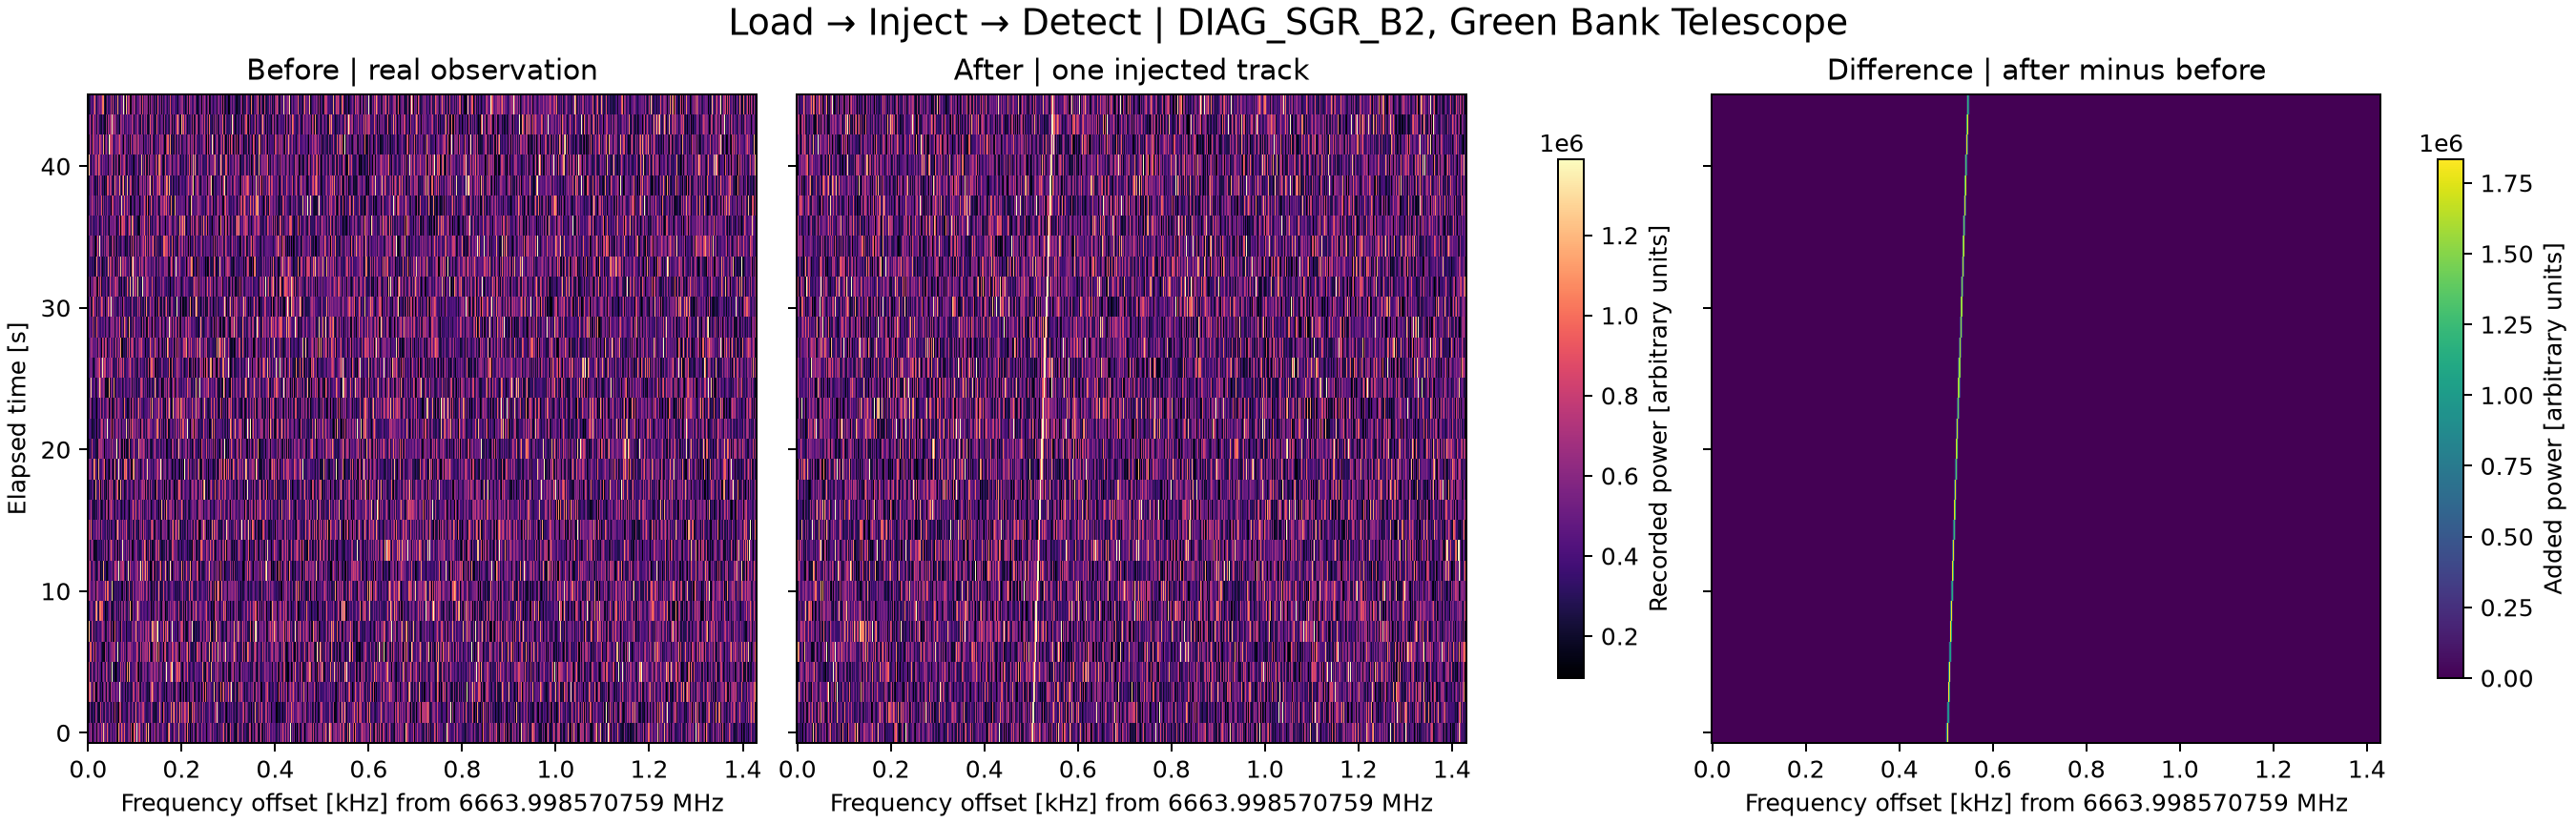 Load → Inject → Detect | DIAG_SGR_B2, Green Bank Telescope
Before | real observation
After | one injected track
Difference | after minus before
Elapsed time [s]
40
30
20
10
0
0.0 0.2 0.4 0.6 0.8 1.0 1.2 1.4
Frequency offset [kHz] from 6663.998570759 MHz
0.0 0.2 0.4 0.6 0.8 1.0 1.2 1.4
Frequency offset [kHz] from 6663.998570759 MHz
1e6
1.2
1.0
0.8
0.6
0.4
0.2
Recorded power [arbitrary units]
0.0 0.2 0.4 0.6 0.8 1.0 1.2 1.4
Frequency offset [kHz] from 6663.998570759 MHz
1e6
1.75
1.50
1.25
1.00
0.75
0.50
0.25
0.00
Added power [arbitrary units]